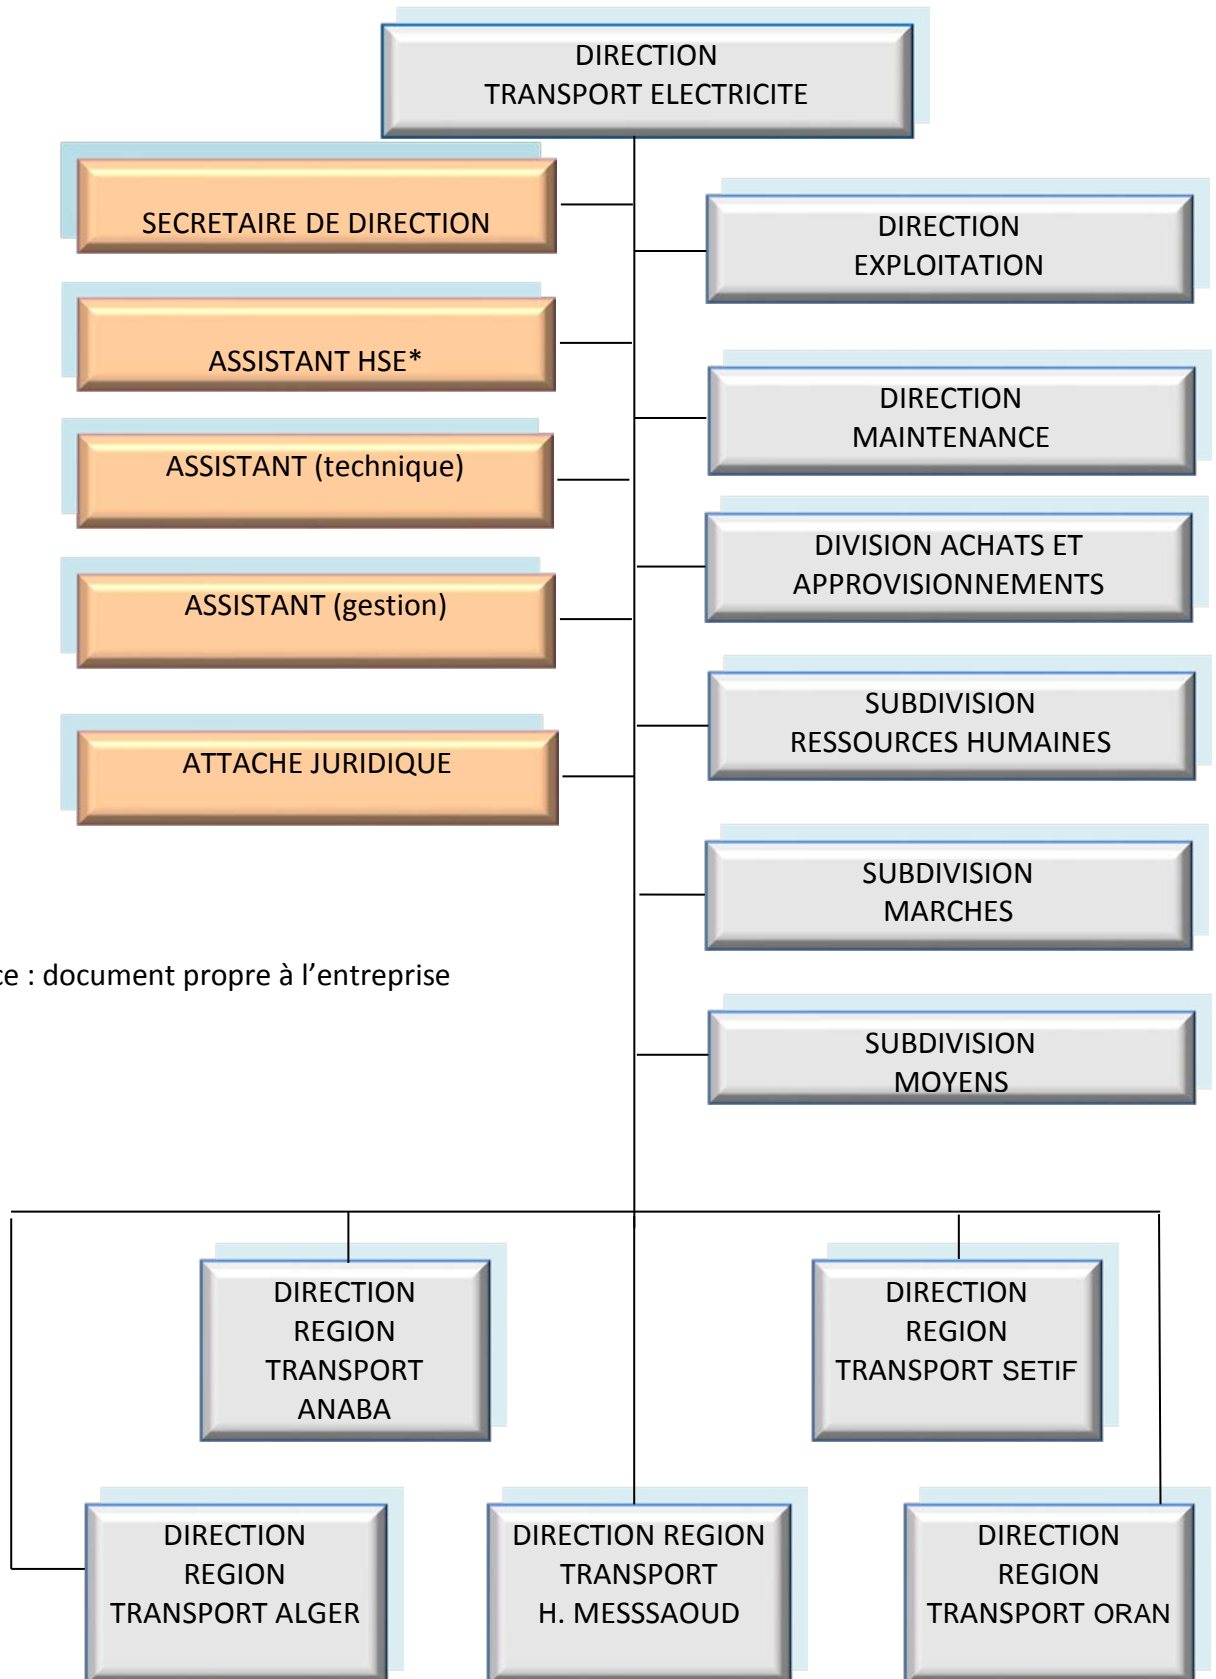 DIRECTION
TRANSPORT ELECTRICITE
SECRETAIRE DE DIRECTION
DIRECTION
EXPLOITATION
ASSISTANT HSE*
DIRECTION
MAINTENANCE
ASSISTANT (technique)
DIVISION ACHATS ET
APPROVISIONNEMENTS
ASSISTANT (gestion)
SUBDIVISION
RESSOURCES HUMAINES
ATTACHE JURIDIQUE
SUBDIVISION
MARCHES
ce : document propre à l’entreprise
SUBDIVISION
MOYENS
DIRECTION
REGION
TRANSPORT
ANABA
DIRECTION
REGION
TRANSPORT SETIF
DIRECTION
REGION
TRANSPORT ALGER
DIRECTION REGION
TRANSPORT
H. MESSSAOUD
DIRECTION
REGION
TRANSPORT ORAN